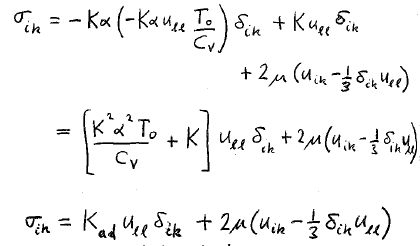 σ_ik = -Kα (-Kα u_ll T_0/C_v) δ_ik + K u_ll δ_ik
+ 2μ (u_ik - 1/3 δ_ik u_ll)
= [K²α²T_0/C_v + K] u_ll δ_ik + 2μ (u_ik - 1/3 δ_ik u_ll)
σ_ik = K_ad u_ll δ_ik + 2μ (u_ik - 1/3 δ_ik u_ll)